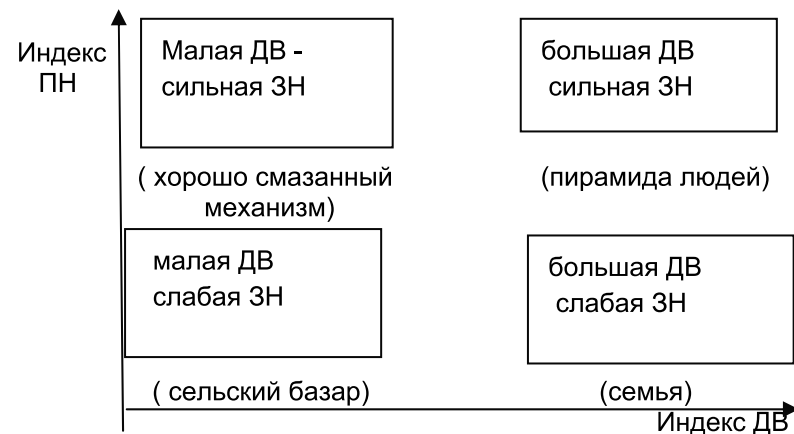 Индекс
ПН
Малая ДВ -
сильная ЗН
большая ДВ
сильная ЗН
( хорошо смазанный
механизм)
(пирамида людей)
малая ДВ
слабая ЗН
большая ДВ
слабая ЗН
( сельский базар)
(семья)
Индекс ДВ